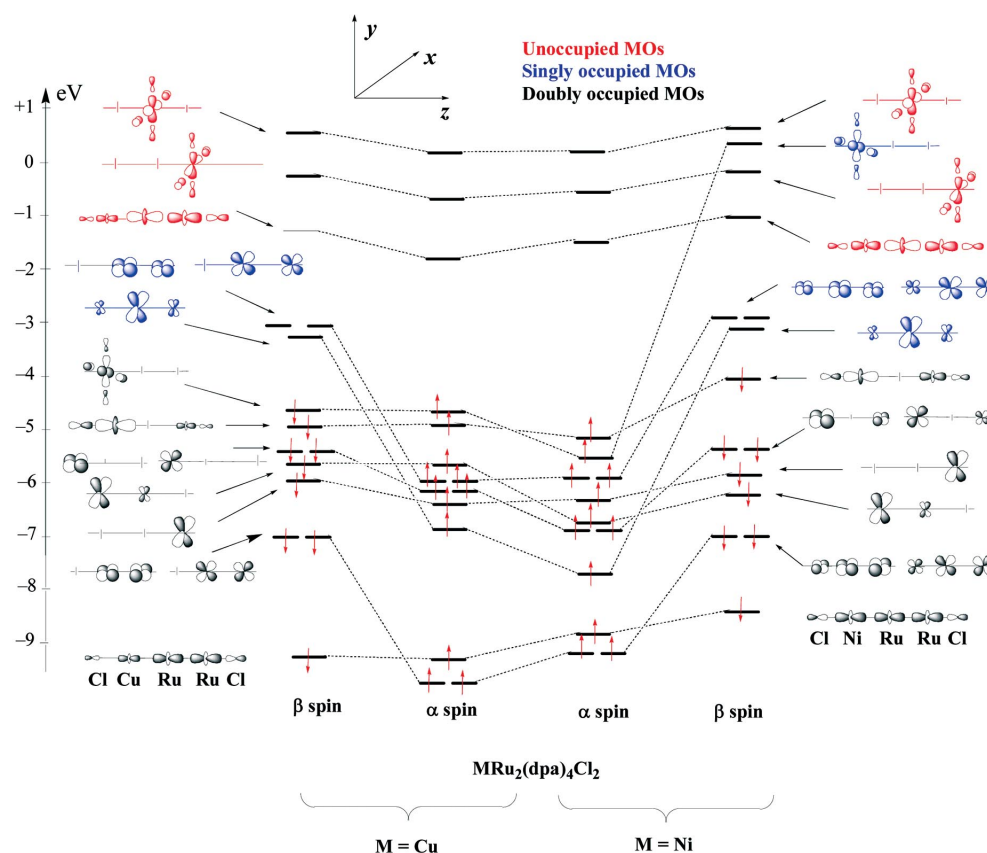 y
x
z
Unoccupied MOs
Singly occupied MOs
Doubly occupied MOs
eV
+1
0
−1
−2
−3
−4
−5
−6
−7
−8
−9
Cl Cu Ru Ru Cl
Cl Ni Ru Ru Cl
β spin
α spin
α spin
β spin
MRu₂(dpa)₄Cl₂
M = Cu
M = Ni